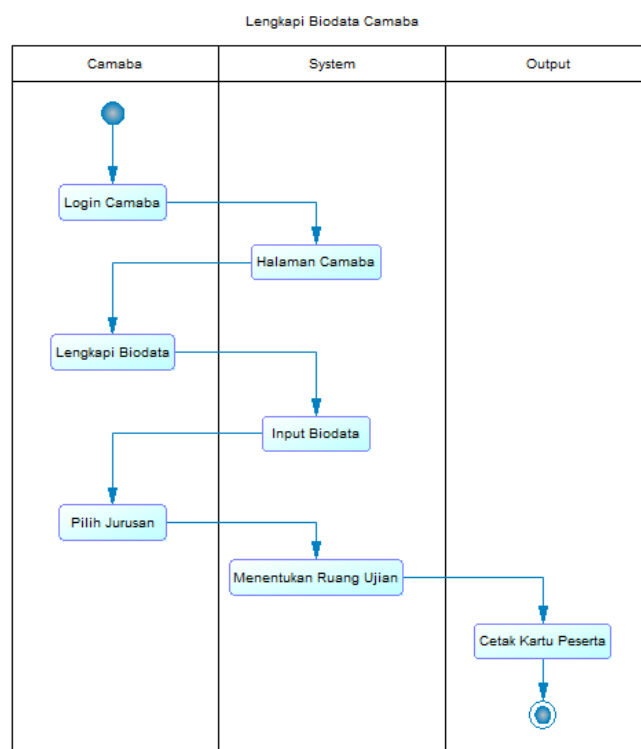 Lengkapi Biodata Camaba
Camaba
System
Output
Login Camaba
Halaman Camaba
Lengkapi Biodata
Input Biodata
Pilih Jurusan
Menentukan Ruang Ujian
Cetak Kartu Peserta